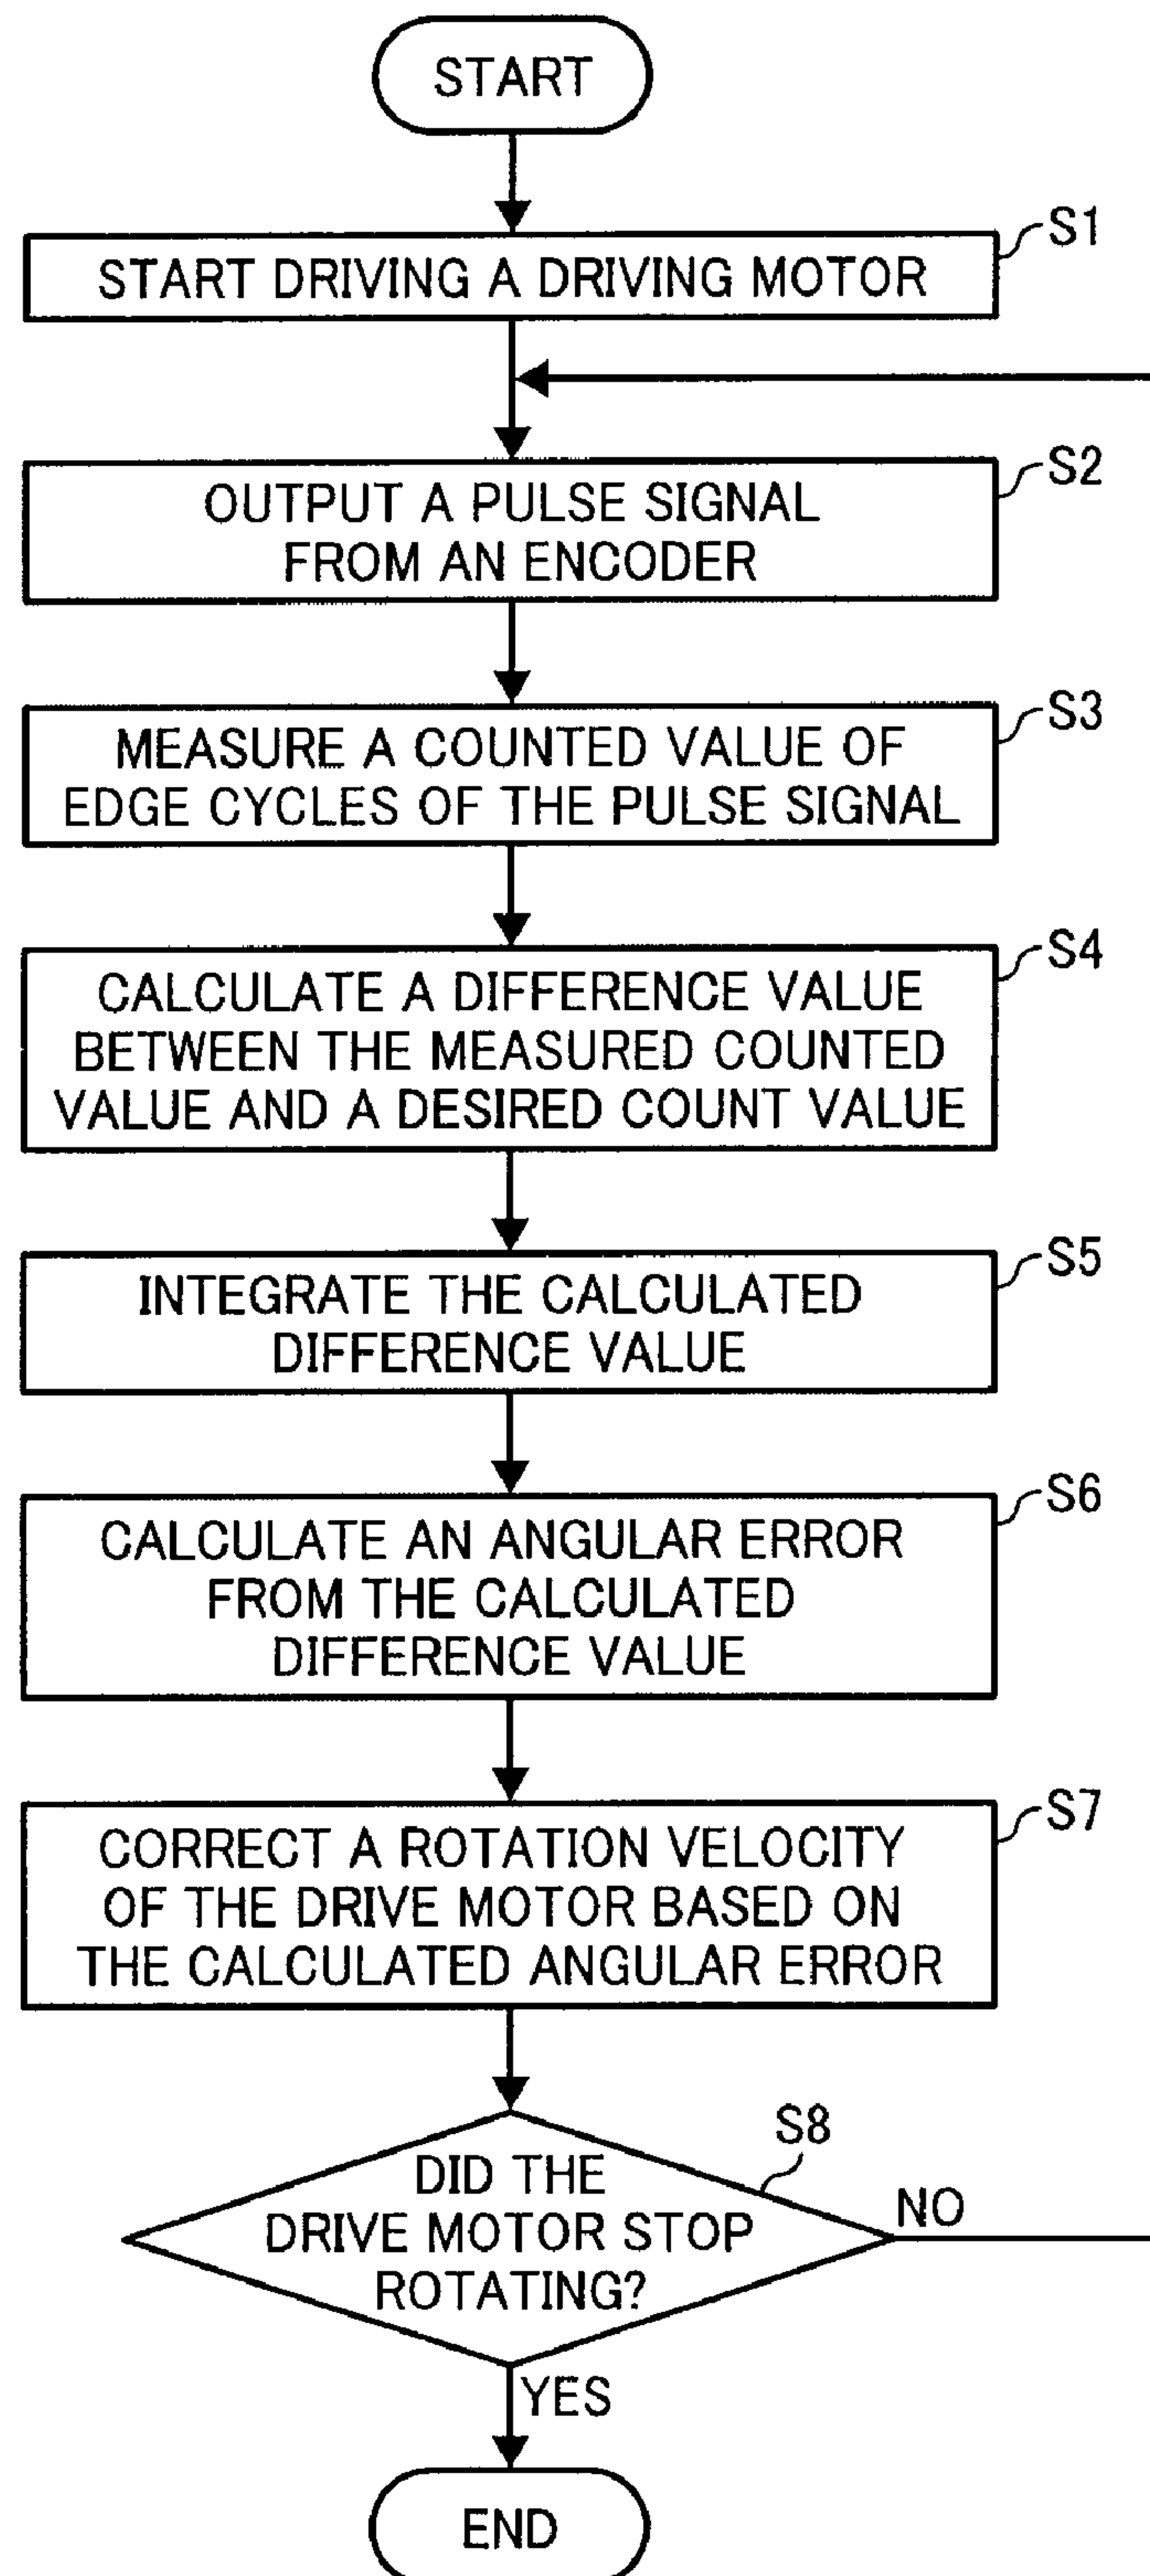 START
S1
START DRIVING A DRIVING MOTOR
S2
OUTPUT A PULSE SIGNAL
FROM AN ENCODER
S3
MEASURE A COUNTED VALUE OF
EDGE CYCLES OF THE PULSE SIGNAL
S4
CALCULATE A DIFFERENCE VALUE
BETWEEN THE MEASURED COUNTED
VALUE AND A DESIRED COUNT VALUE
S5
INTEGRATE THE CALCULATED
DIFFERENCE VALUE
S6
CALCULATE AN ANGULAR ERROR
FROM THE CALCULATED
DIFFERENCE VALUE
S7
CORRECT A ROTATION VELOCITY
OF THE DRIVE MOTOR BASED ON
THE CALCULATED ANGULAR ERROR
S8
DID THE
DRIVE MOTOR STOP
ROTATING?
NO
YES
END